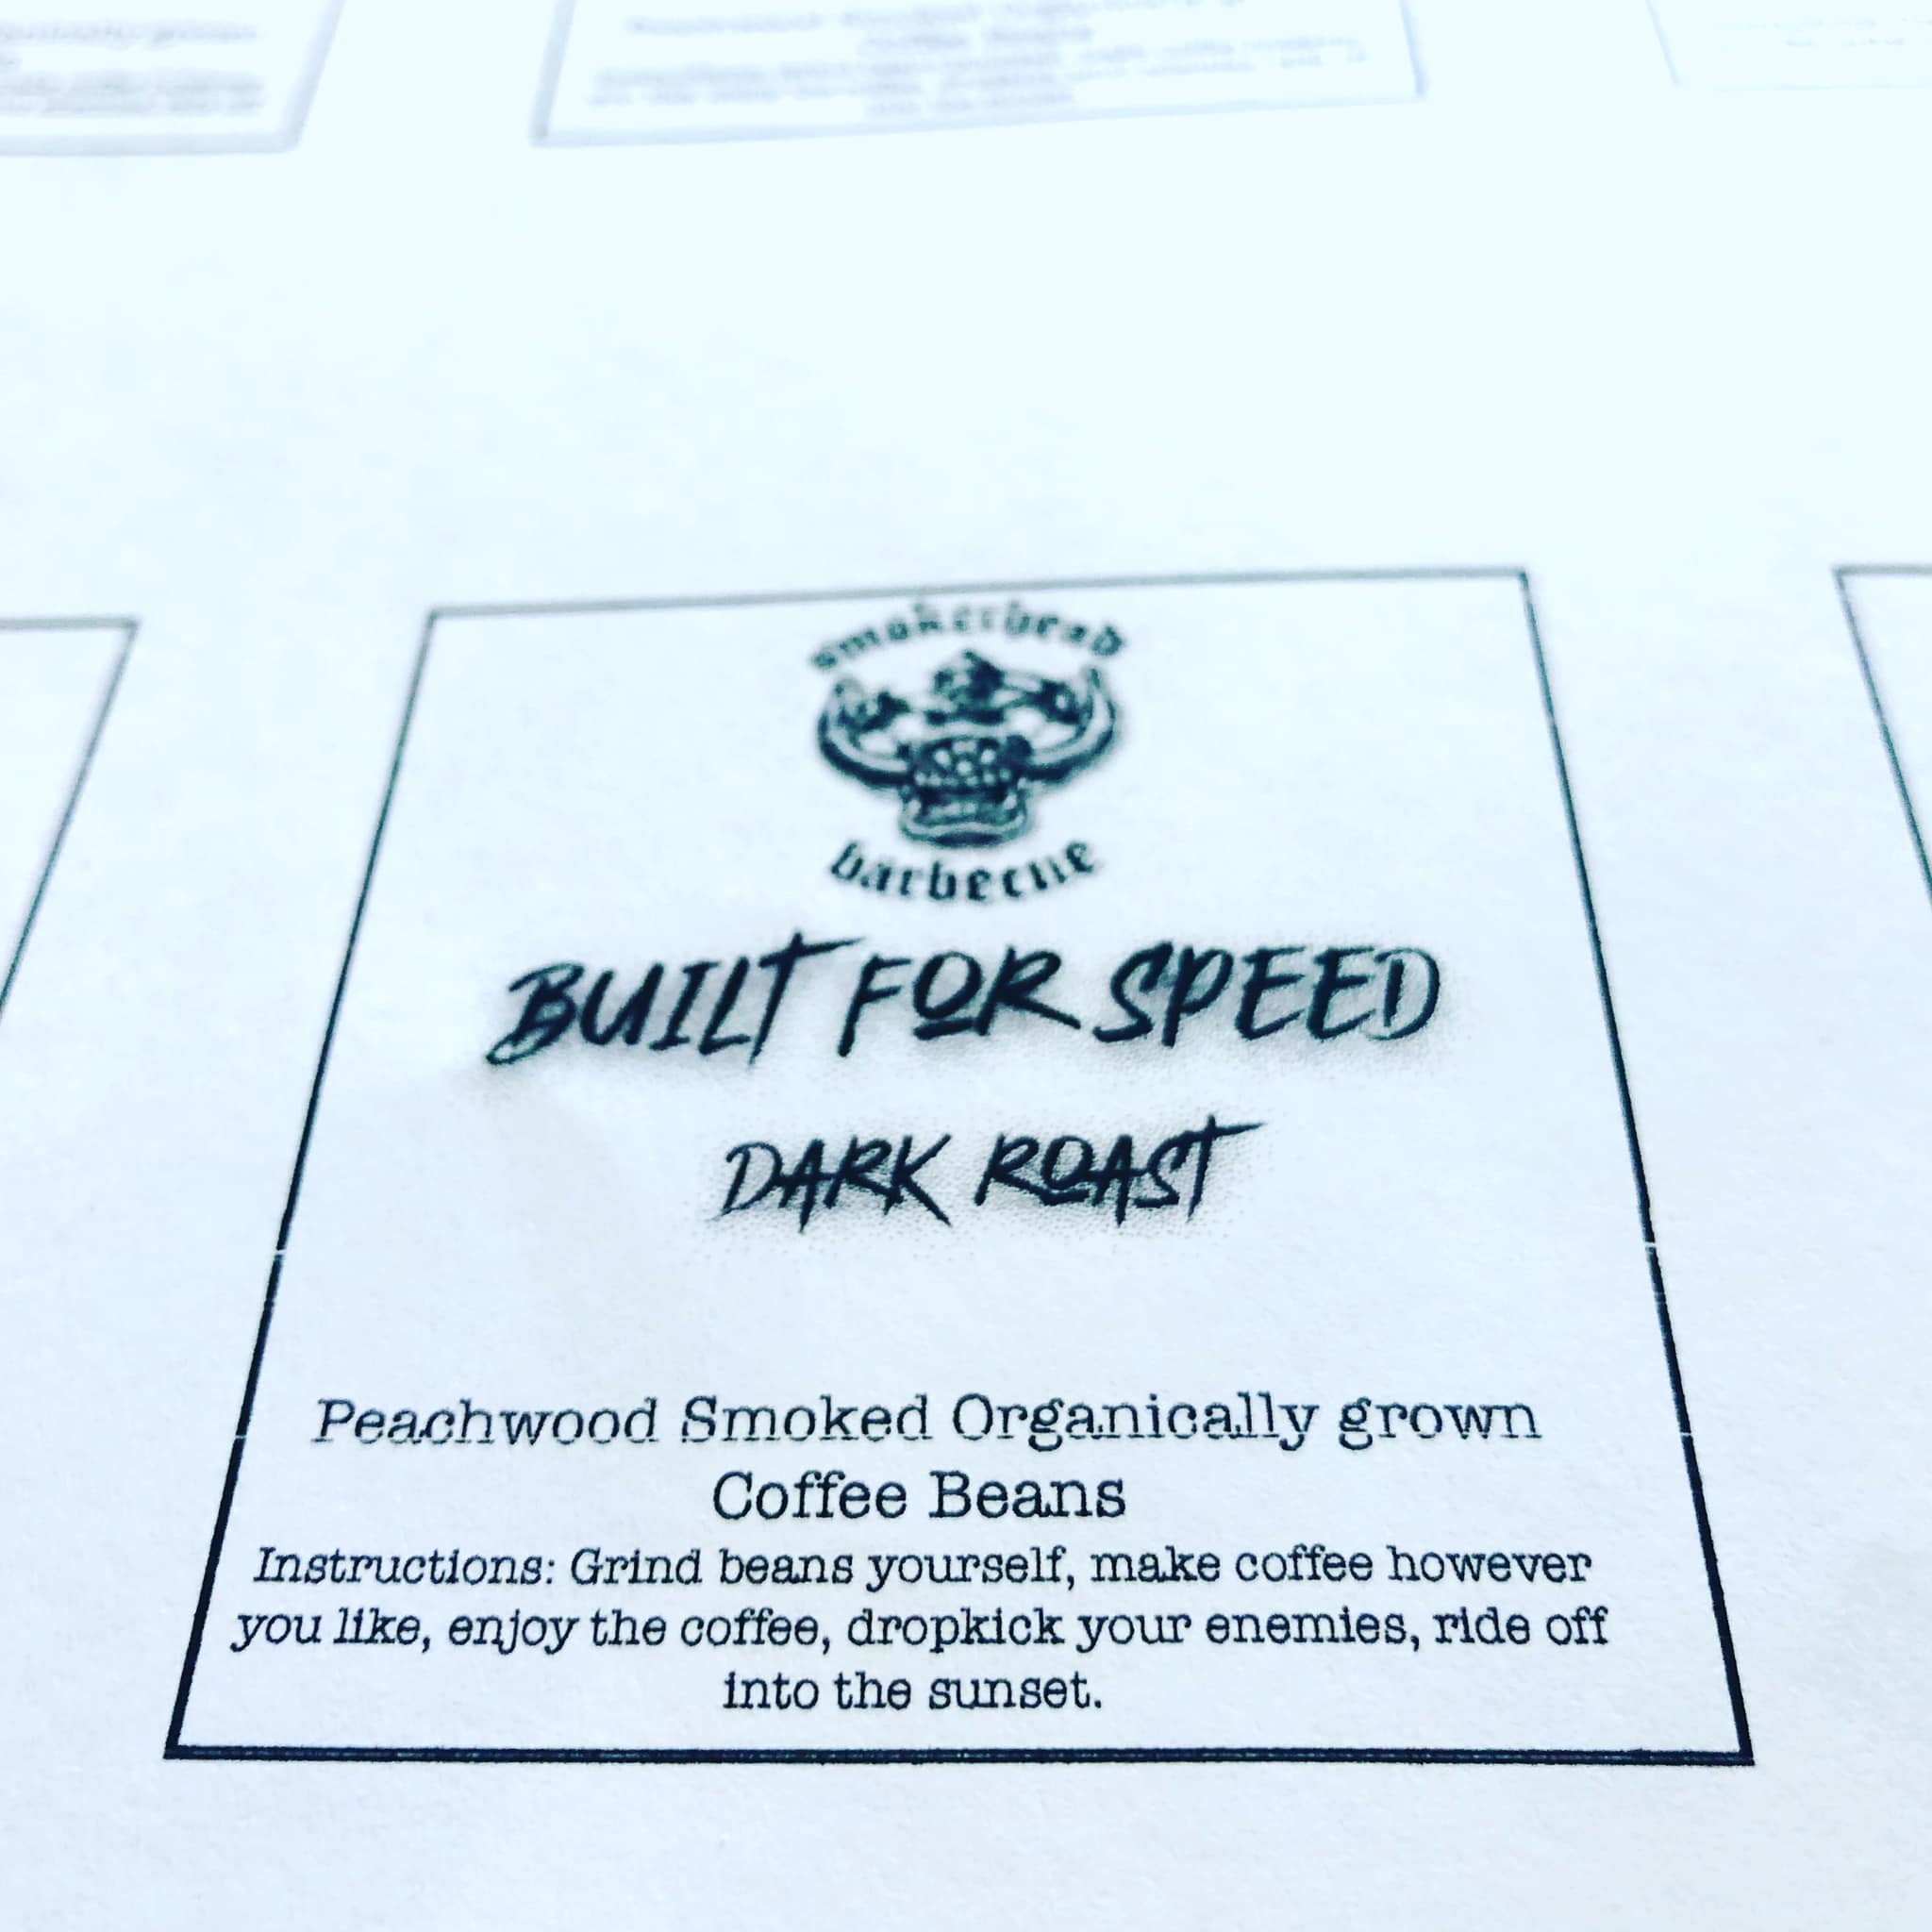 smokerhead
barbecue
BUILT FOR SPEED
DARK ROAST
Peachwood Smoked Organically grown
Coffee Beans
Instructions: Grind beans yourself, make coffee however
you like, enjoy the coffee, dropkick your enemies, ride off
into the sunset.